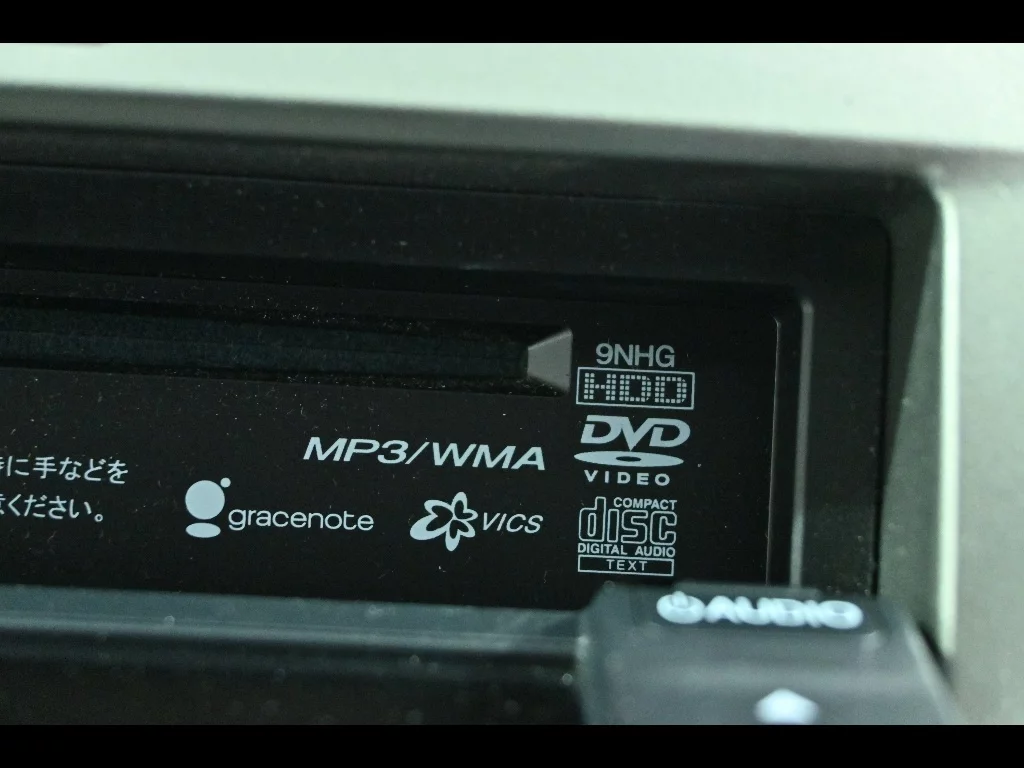 9NHG
HDD
DVD
VIDEO
MP3/WMA
に手などを
ください。
gracenote
VICS
COMPACT
disc
DIGITAL AUDIO
TEXT
AUDIO